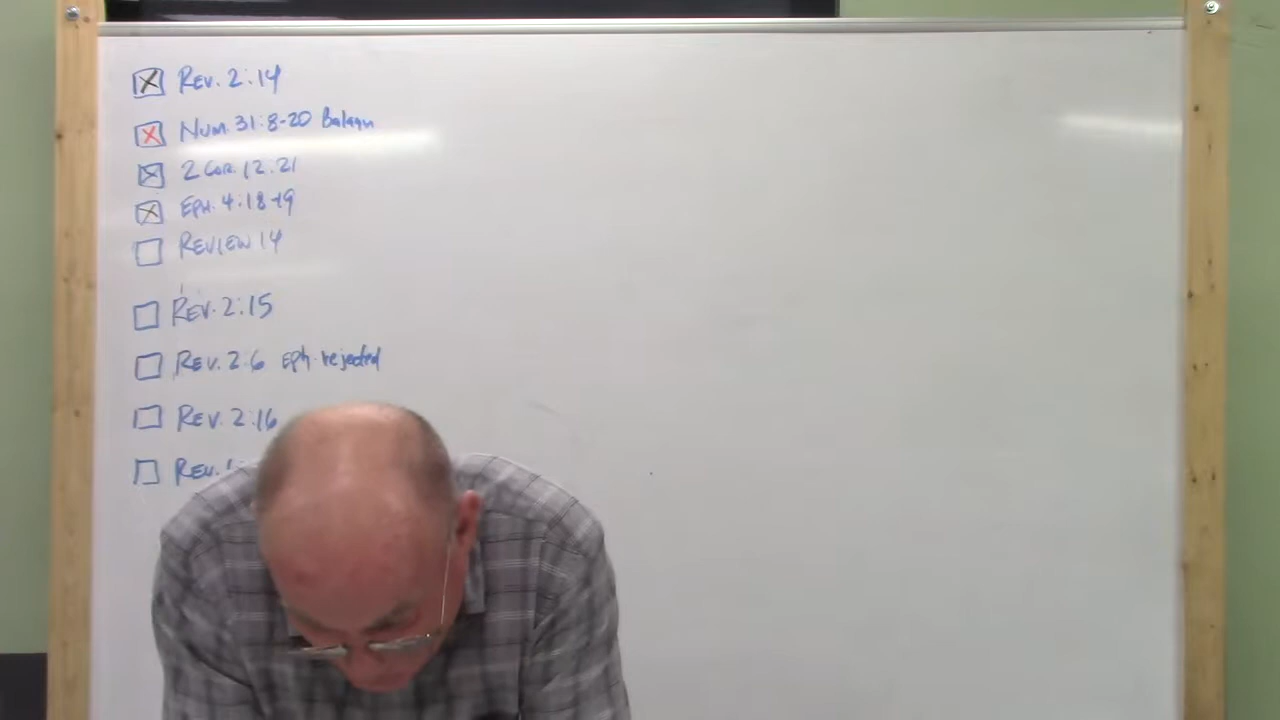 Rev. 2:14
Num. 31:8-20 Balaam
2 Cor. 12:21
Eph. 4:18-19
Review 14
Rev. 2:15
Rev. 2:6 Eph. rejected
Rev. 2:16
Rev.